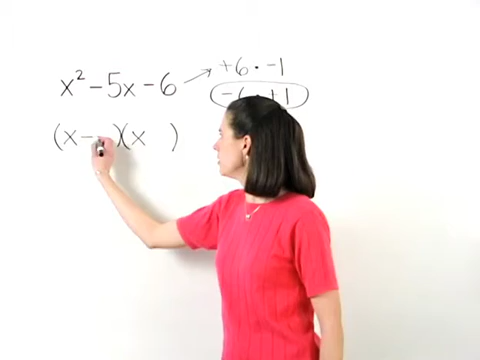 x² - 5x - 6
+6 · -1
-6 · +1
(x - )(x )